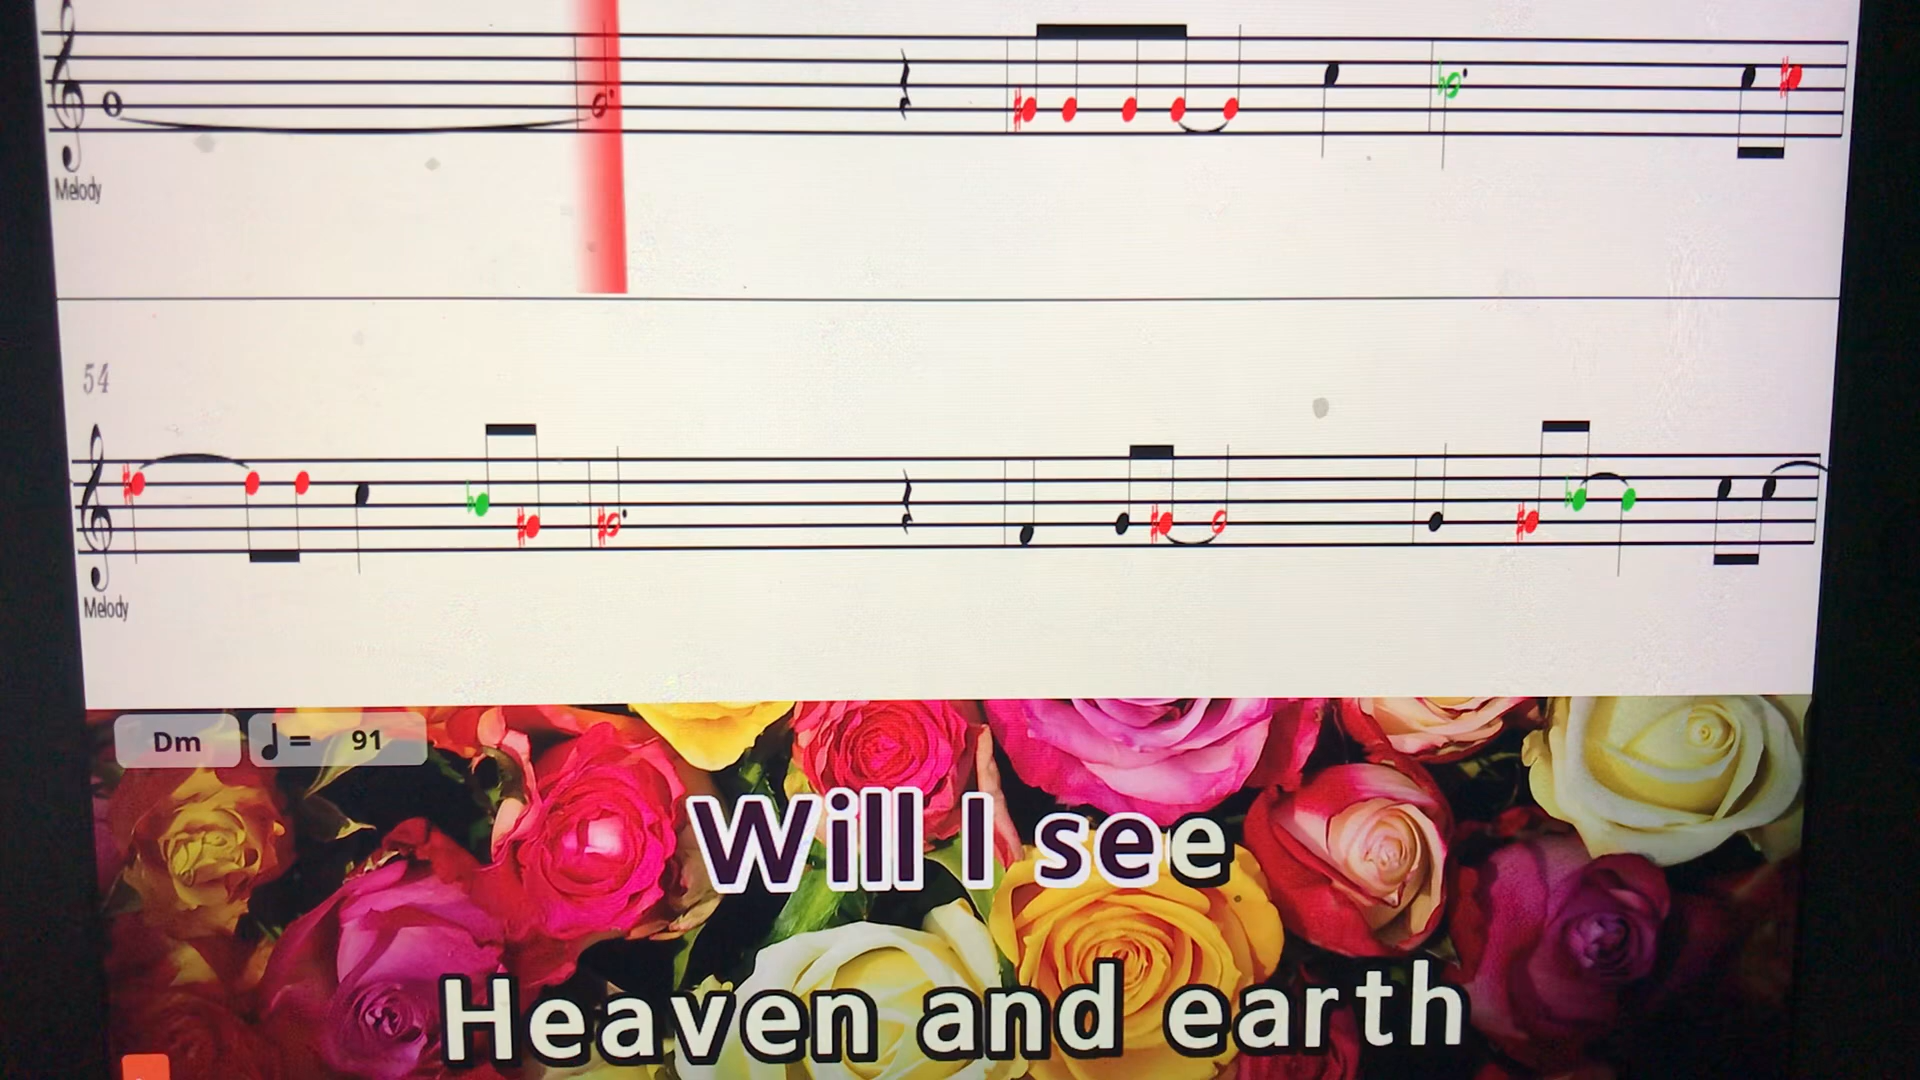 Melody
54
Melody
Dm ♩= 91
Will I see
Heaven and earth